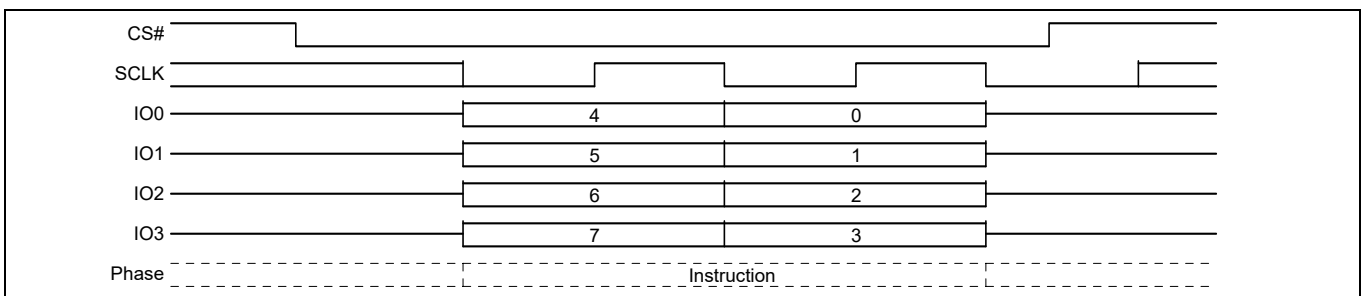 CS#
SCLK
IO0 4 0
IO1 5 1
IO2 6 2
IO3 7 3
Phase Instruction